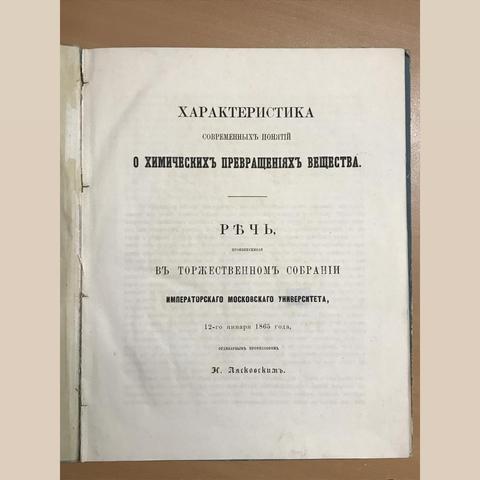 ХАРАКТЕРИСТИКА
СОВРЕМЕННЫХЪ ПОНЯТІЙ
О ХИМИЧЕСКИХЪ ПРЕВРАЩЕНІЯХЪ ВЕЩЕСТВА.
РѢЧЬ,
ПРОИЗНЕСЕННАЯ
ВЪ ТОРЖЕСТВЕННОМЪ СОБРАНІИ
ИМПЕРАТОРСКАГО МОСКОВСКАГО УНИВЕРСИТЕТА,
12-го января 1865 года,
ОРДИНАРНЫМЪ ПРОФЕССОРОМЪ
Н. Лясковскимъ.